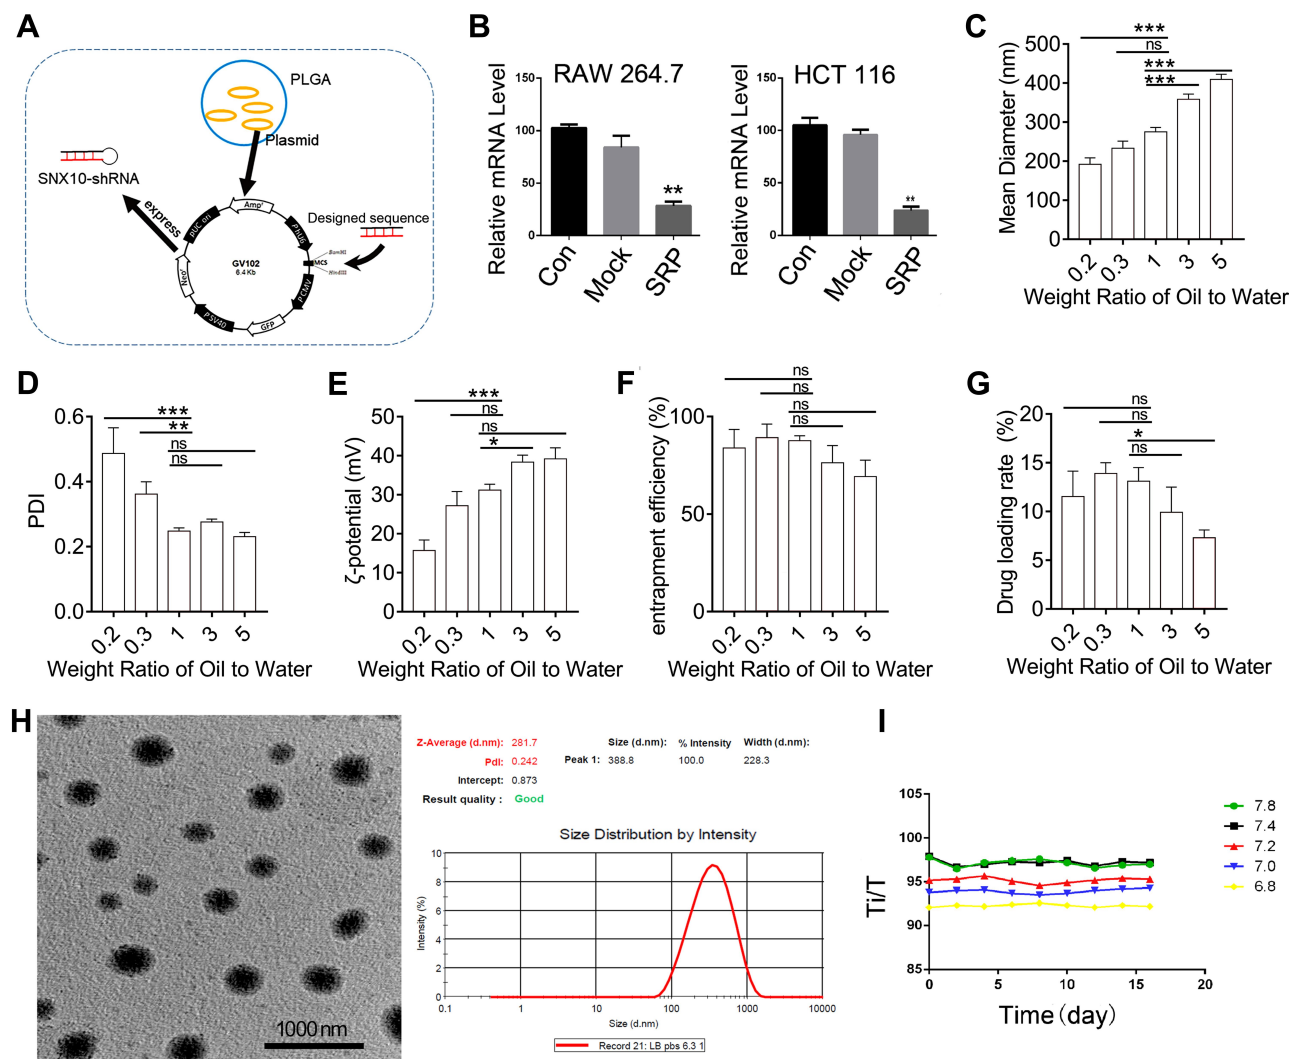 A
PLGA
Plasmid
SNX10-shRNA
express
Designed sequence
pUC ori
Amp^r
PhU6
BamHI
MCS
HindIII
GV102
6.4 Kb
Neo^r
PCMV
pSV40
GFP
B
RAW 264.7
Relative mRNA Level
150
100
50
0
Con
Mock
SRP
**
HCT 116
Relative mRNA Level
150
100
50
0
Con
Mock
SRP
**
C
Mean Diameter (nm)
500
400
300
200
100
0
***
ns
***
***
0.2
0.3
1
3
5
Weight Ratio of Oil to Water
D
PDI
0.6
0.4
0.2
0.0
***
**
ns
ns
0.2
0.3
1
3
5
Weight Ratio of Oil to Water
E
ζ-potential (mV)
50
40
30
20
10
0
***
ns
ns
*
0.2
0.3
1
3
5
Weight Ratio of Oil to Water
F
entrapment efficiency (%)
100
50
0
ns
ns
ns
ns
0.2
0.3
1
3
5
Weight Ratio of Oil to Water
G
Drug loading rate (%)
20
15
10
5
0
ns
ns
*
ns
0.2
0.3
1
3
5
Weight Ratio of Oil to Water
H
1000 nm
Z-Average (d.nm): 281.7
PdI: 0.242
Intercept: 0.873
Result quality : Good
Size (d.nm): % Intensity Width (d.nm):
Peak 1: 388.8 100.0 228.3
Size Distribution by Intensity
Intensity (%)
10
8
6
4
2
0
0.1 1 10 100 1000 10000
Size (d.nm)
Record 21: LB pbs 6.3 1
I
Ti/T
105
100
95
90
85
0 5 10 15 20
Time (day)
7.8
7.4
7.2
7.0
6.8